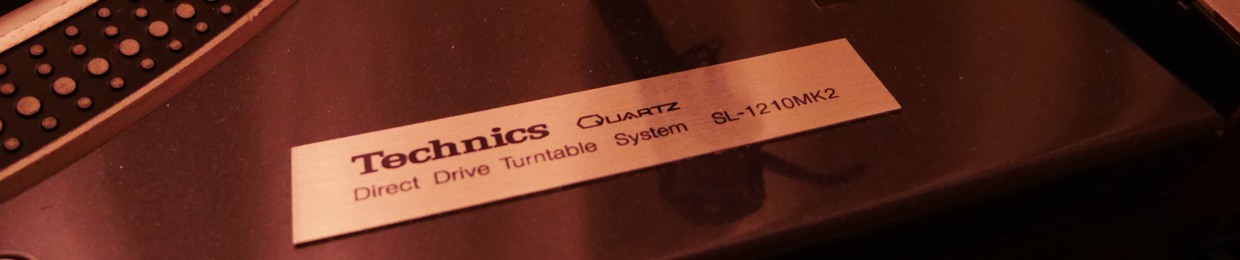 Technics QUARTZ
Direct Drive Turntable System SL-1210MK2